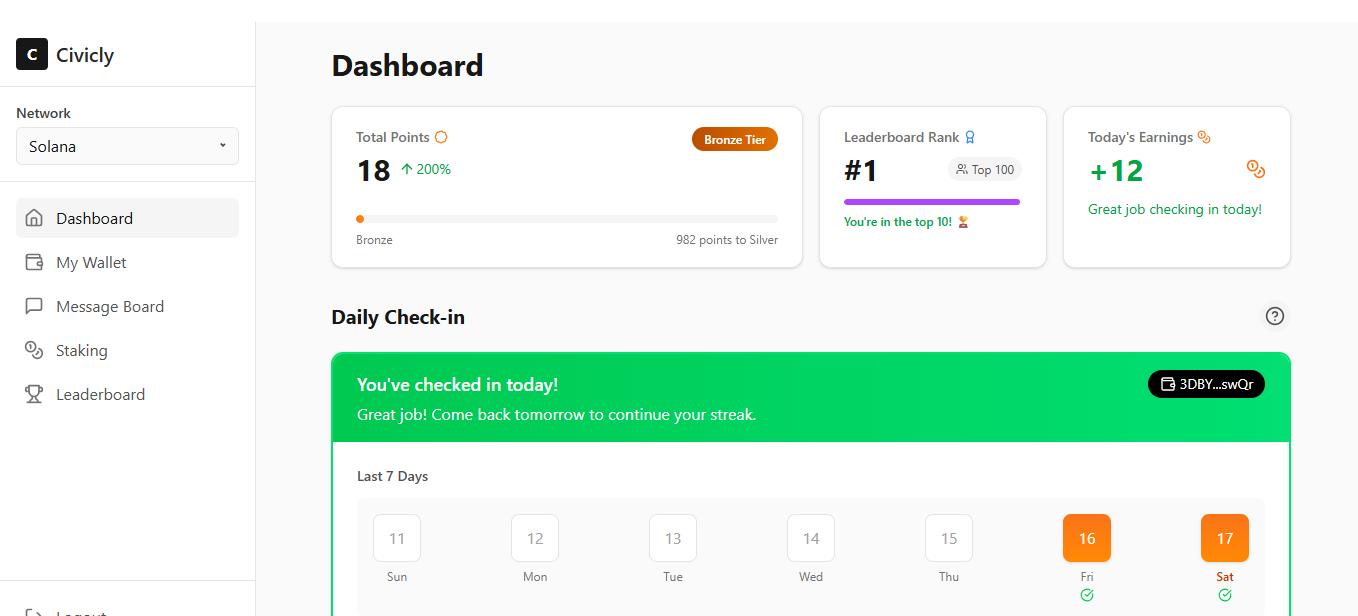 C Civicly
Network
Solana
Dashboard
My Wallet
Message Board
Staking
Leaderboard
Logout
Dashboard
Total Points
Bronze Tier
18 200%
Bronze 982 points to Silver
Leaderboard Rank
#1 Top 100
You're in the top 10!
Today's Earnings
+12
Great job checking in today!
Daily Check-in
You've checked in today!
3DBY...swQr
Great job! Come back tomorrow to continue your streak.
Last 7 Days
11 12 13 14 15 16 17
Sun Mon Tue Wed Thu Fri Sat